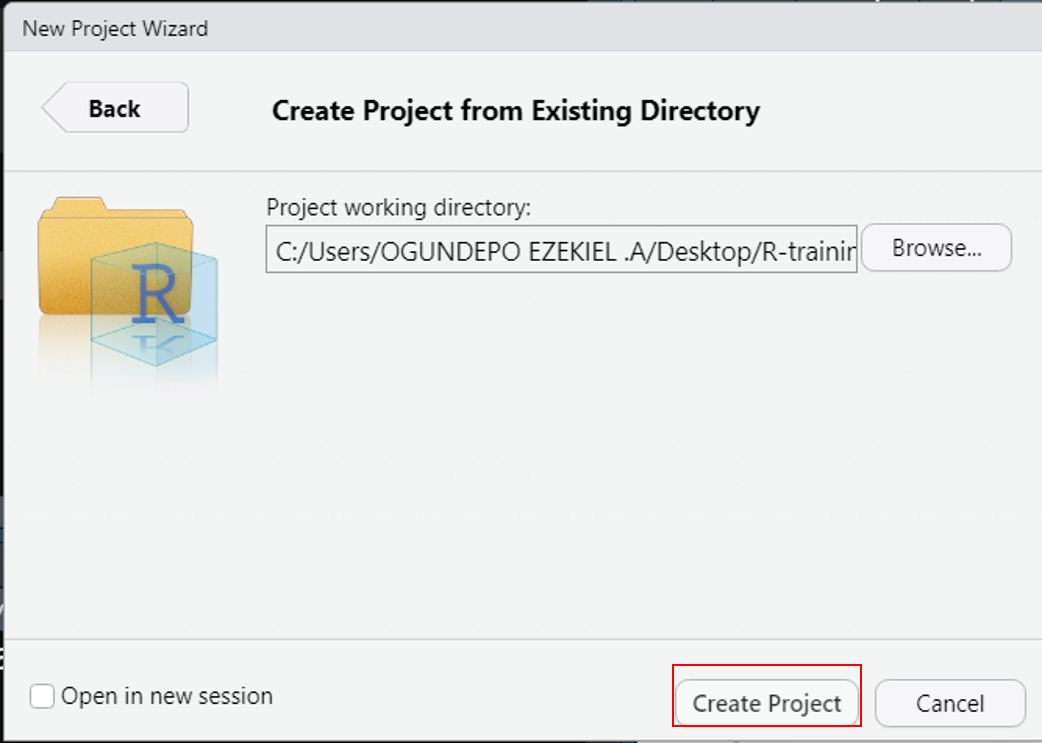 New Project Wizard
Back
Create Project from Existing Directory
Project working directory:
C:/Users/OGUNDEPO EZEKIEL .A/Desktop/R-trainin
Browse...
R
Open in new session
Create Project
Cancel